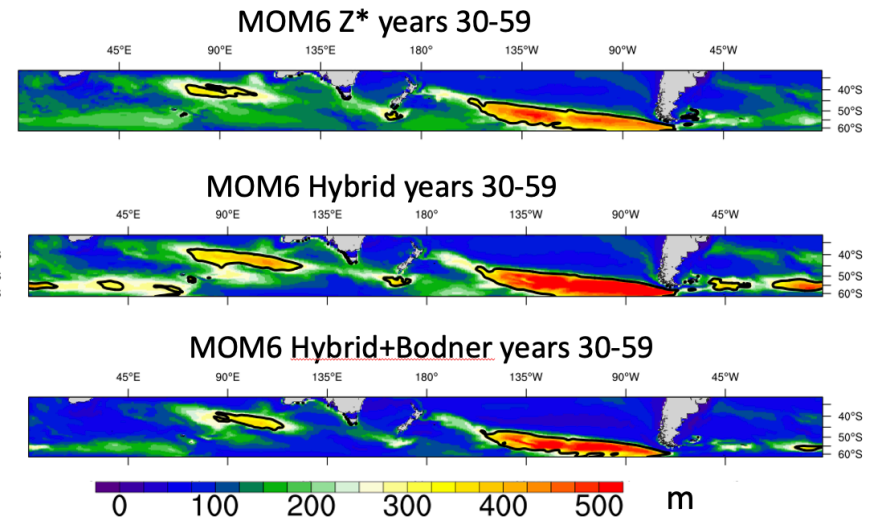 MOM6 Z* years 30-59
45°E 90°E 135°E 180° 135°W 90°W 45°W
40°S
50°S
60°S
MOM6 Hybrid years 30-59
45°E 90°E 135°E 180° 135°W 90°W 45°W
40°S
50°S
60°S
MOM6 Hybrid+Bodner years 30-59
45°E 90°E 135°E 180° 135°W 90°W 45°W
40°S
50°S
60°S
0 100 200 300 400 500 m